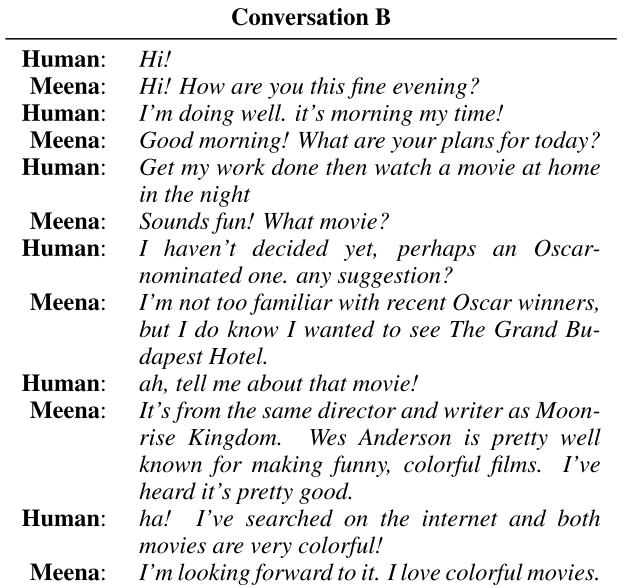 Conversation B
Human: Hi!
Meena: Hi! How are you this fine evening?
Human: I'm doing well. it's morning my time!
Meena: Good morning! What are your plans for today?
Human: Get my work done then watch a movie at home
in the night
Meena: Sounds fun! What movie?
Human: I haven't decided yet, perhaps an Oscar-
nominated one. any suggestion?
Meena: I'm not too familiar with recent Oscar winners,
but I do know I wanted to see The Grand Bu-
dapest Hotel.
Human: ah, tell me about that movie!
Meena: It's from the same director and writer as Moon-
rise Kingdom. Wes Anderson is pretty well
known for making funny, colorful films. I've
heard it's pretty good.
Human: ha! I've searched on the internet and both
movies are very colorful!
Meena: I'm looking forward to it. I love colorful movies.